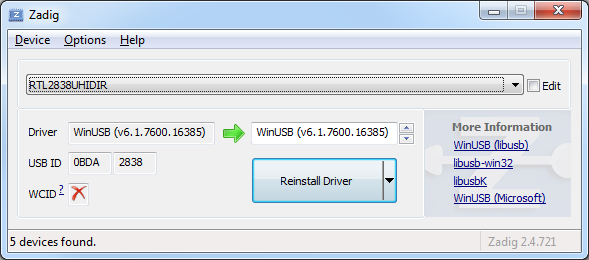 Zadig
Device Options Help
RTL2838UHIDIR
Edit
Driver WinUSB (v6.1.7600.16385) WinUSB (v6.1.7600.16385)
USB ID 0BDA 2838
WCID ?
Reinstall Driver
More Information
WinUSB (libusb)
libusb-win32
libusbK
WinUSB (Microsoft)
5 devices found.
Zadig 2.4.721